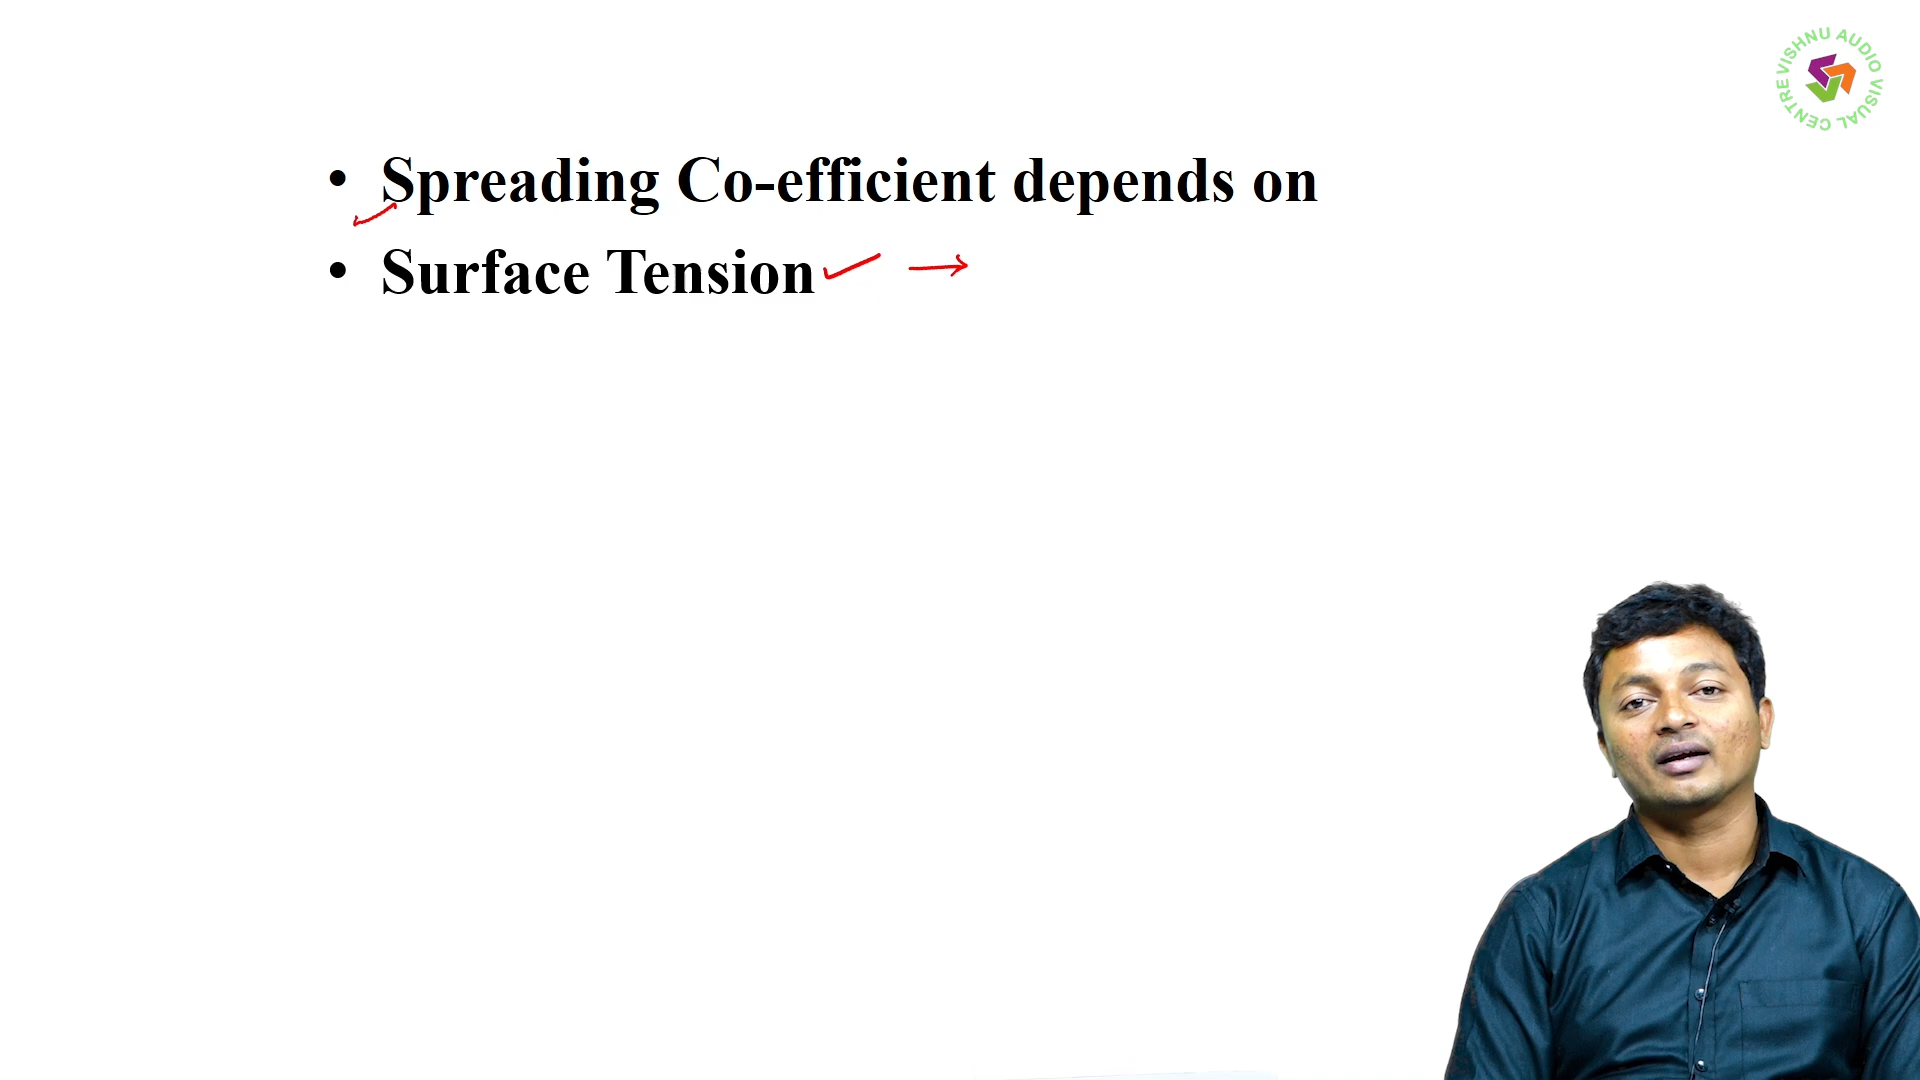 VISHNU AUDIO VISUAL CENTRE
• Spreading Co-efficient depends on
• Surface Tension